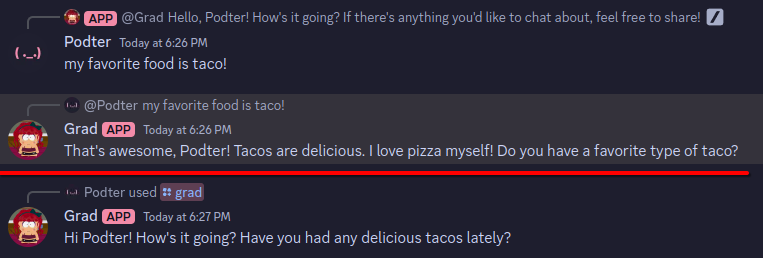 APP @Grad Hello, Podter! How's it going? If there's anything you'd like to chat about, feel free to share!
Podter Today at 6:26 PM
my favorite food is taco!
@Podter my favorite food is taco!
Grad APP Today at 6:26 PM
That's awesome, Podter! Tacos are delicious. I love pizza myself! Do you have a favorite type of taco?
Podter used grad
Grad APP Today at 6:27 PM
Hi Podter! How's it going? Have you had any delicious tacos lately?